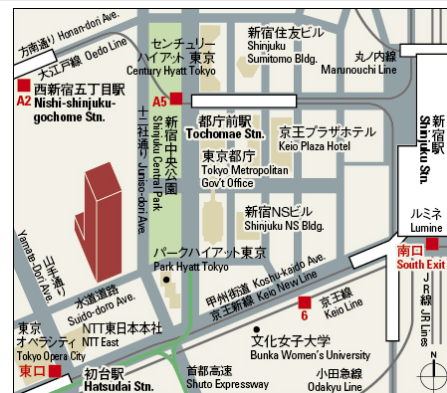 方南通り Honan-dori Ave.
大江戸線 Oedo Line
A2
西新宿五丁目駅
Nishi-shinjuku-
gochome Stn.
センチュリー
ハイアット 東京
Century Hyatt Tokyo
A5
新宿住友ビル
Shinjuku
Sumitomo Bldg.
丸ノ内線
Marunouchi Line
新宿駅
Shinjuku Stn.
都庁前駅
Tochomae Stn.
十二社通り Juniso-dori Ave.
新宿中央公園
Shinjuku Central Park
京王プラザホテル
Keio Plaza Hotel
東京都庁
Tokyo Metropolitan
Gov't Office
新宿NSビル
Shinjuku NS Bldg.
ルミネ
Lumine
南口
South Exit
山手通り
Yamate-Dori Ave.
パークハイアット東京
Park Hyatt Tokyo
水道道路
Suido-doro Ave.
甲州街道 Koshu-kaido Ave.
京王新線 Keio New Line
6
京王線
Keio Line
JR線 JR Lines
東京
オペラシティ
Tokyo Opera City
NTT東日本本社
NTT East
文化女子大学
Bunka Women's University
東口
初台駅
Hatsudai Stn.
首都高速
Shuto Expressway
小田急線
Odakyu Line
N